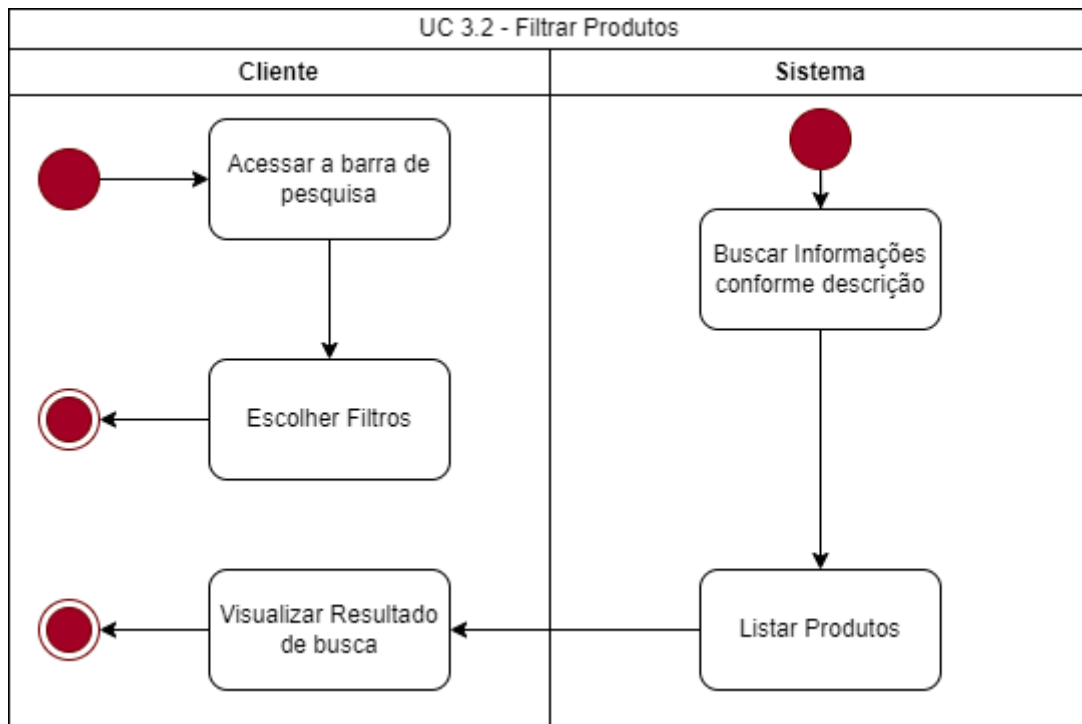 UC 3.2 - Filtrar Produtos
Cliente
Sistema
Acessar a barra de
pesquisa
Buscar Informações
conforme descrição
Escolher Filtros
Visualizar Resultado
de busca
Listar Produtos